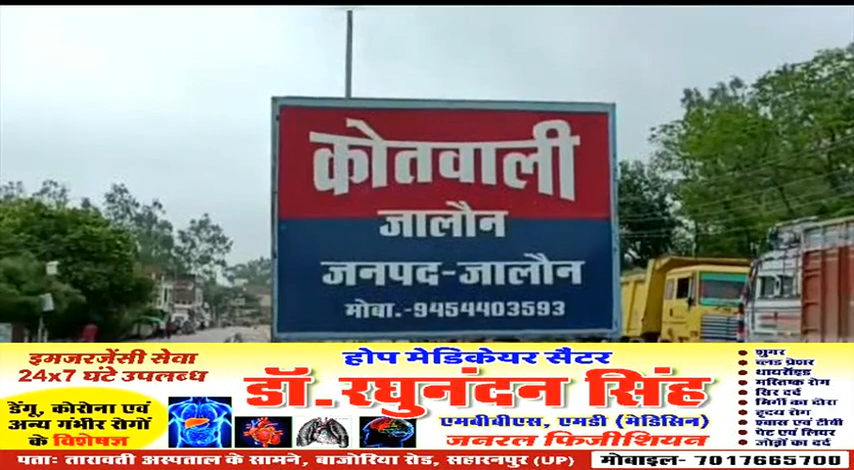 कोतवाली
जालौन
जनपद-जालौन
मोबा.-9454403593
इमजरजेंसी सेवा
24x7 घंटे उपलब्ध
डेंगू, कोरोना एवं
अन्य गंभीर रोगों
के विशेषज्ञ
होप मेडिकेयर सैटर
डॉ. रघुनंदन सिंह
एमबीबीएस, एमडी (मेडिसिन)
जनरल फिजीशियन
• शुगर
• ब्लड प्रेशर
• थायरॉइड
• मस्तिष्क रोग
• सिर दर्द
• मिर्गी का दौरा
• हृदय रोग
• श्वास एवं टीवी
• पेट एवं लिवर
• जोड़ों का दर्द
पताः तारावती अस्पताल के सामने, बाजोरिया रोड, सहारनपुर (UP)
मोबाइल- 7017665700